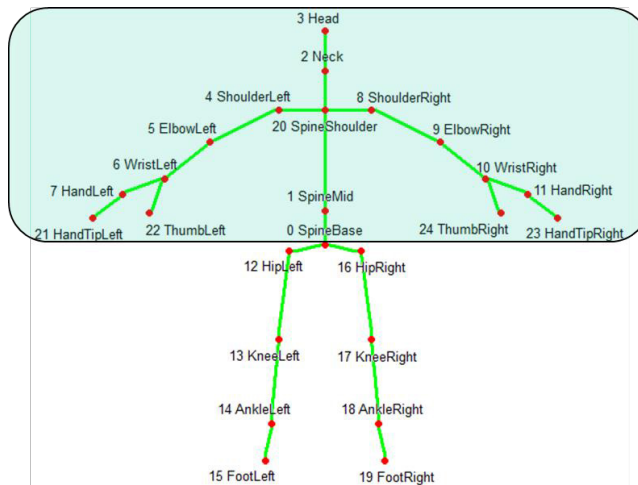 3 Head
2 Neck
4 ShoulderLeft
8 ShoulderRight
20 SpineShoulder
5 ElbowLeft
9 ElbowRight
6 WristLeft
10 WristRight
7 HandLeft
11 HandRight
1 SpineMid
21 HandTipLeft
22 ThumbLeft
0 SpineBase
24 ThumbRight
23 HandTipRight
12 HipLeft
16 HipRight
13 KneeLeft
17 KneeRight
14 AnkleLeft
18 AnkleRight
15 FootLeft
19 FootRight